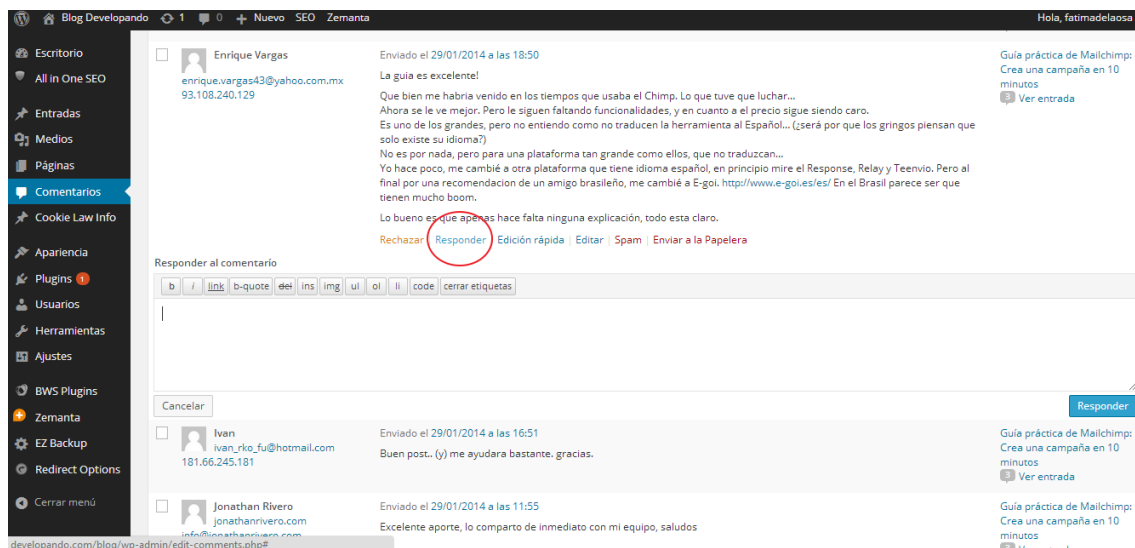 Blog Developando 1 0 + Nuevo SEO Zemanta Hola, fatimadelaosa
Escritorio
All in One SEO
Entradas
Medios
Páginas
Comentarios
Cookie Law Info
Apariencia
Plugins 1
Usuarios
Herramientas
Ajustes
BWS Plugins
Zemanta
EZ Backup
Redirect Options
Cerrar menú
Enrique Vargas
enrique.vargas43@yahoo.com.mx
93.108.240.129
Enviado el 29/01/2014 a las 18:50
La guia es excelente!
Que bien me habria venido en los tiempos que usaba el Chimp. Lo que tuve que luchar...
Ahora se le ve mejor. Pero le siguen faltando funcionalidades, y en cuanto a el precio sigue siendo caro.
Es uno de los grandes, pero no entiendo como no traducen la herramienta al Español... (¿será por que los gringos piensan que
solo existe su idioma?)
No es por nada, pero para una plataforma tan grande como ellos, que no traduzcan...
Yo hace poco, me cambié a otra plataforma que tiene idioma español, en principio mire el Response, Relay y Teenvio. Pero al
final por una recomendacion de un amigo brasileño, me cambié a E-goi. http://www.e-goi.es/es/ En el Brasil parece ser que
tienen mucho boom.
Lo bueno es que apenas hace falta ninguna explicación, todo esta claro.
Rechazar | Responder | Edición rápida | Editar | Spam | Enviar a la Papelera
Guía práctica de Mailchimp:
Crea una campaña en 10
minutos
3 Ver entrada
Responder al comentario
b i link b-quote del ins img ul ol li code cerrar etiquetas
Cancelar Responder
Ivan
ivan_rko_fu@hotmail.com
181.66.245.181
Enviado el 29/01/2014 a las 16:51
Buen post.. (y) me ayudara bastante. gracias.
Guía práctica de Mailchimp:
Crea una campaña en 10
minutos
3 Ver entrada
Jonathan Rivero
jonathanrivero.com
info@jonathanrivero.com
Enviado el 29/01/2014 a las 11:55
Excelente aporte, lo comparto de inmediato con mi equipo, saludos
Guía práctica de Mailchimp:
Crea una campaña en 10
minutos
developando.com/blog/wp-admin/edit-comments.php#